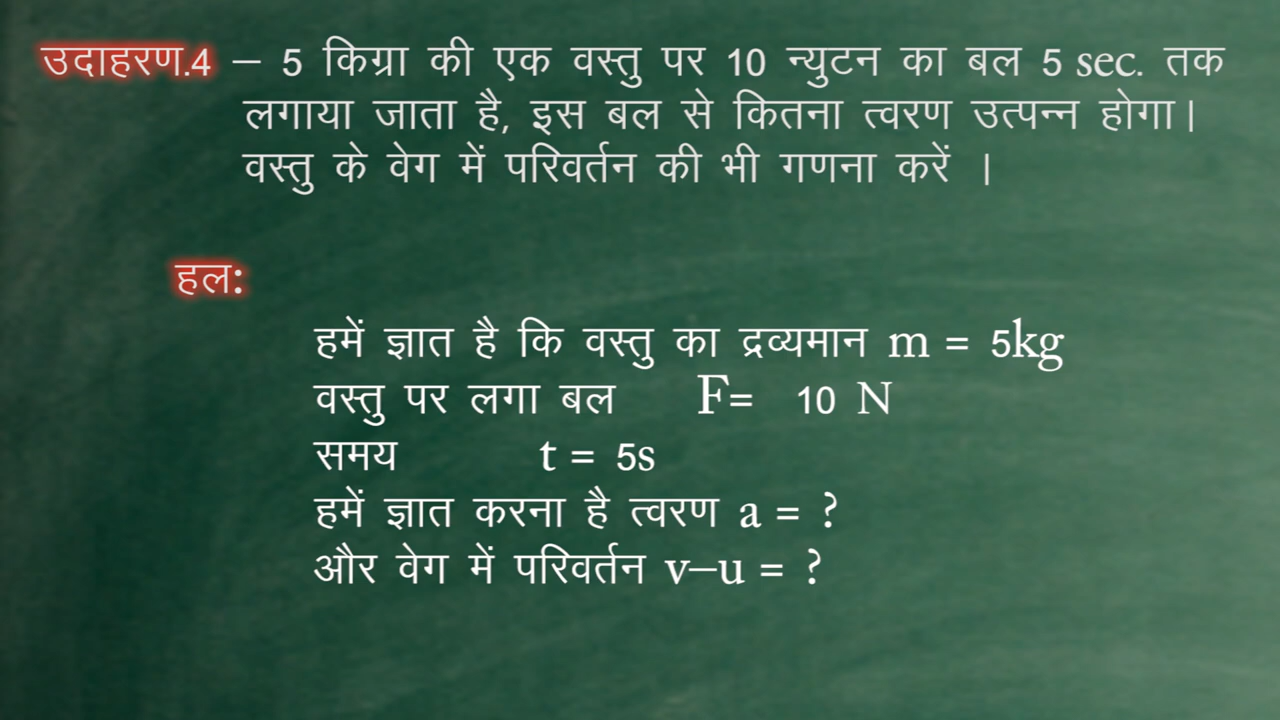 उदाहरण.4 – 5 किग्रा की एक वस्तु पर 10 न्युटन का बल 5 sec. तक
लगाया जाता है, इस बल से कितना त्वरण उत्पन्न होगा।
वस्तु के वेग में परिवर्तन की भी गणना करें ।
हल:
हमें ज्ञात है कि वस्तु का द्रव्यमान m = 5kg
वस्तु पर लगा बल F= 10 N
समय t = 5s
हमें ज्ञात करना है त्वरण a = ?
और वेग में परिवर्तन v–u = ?